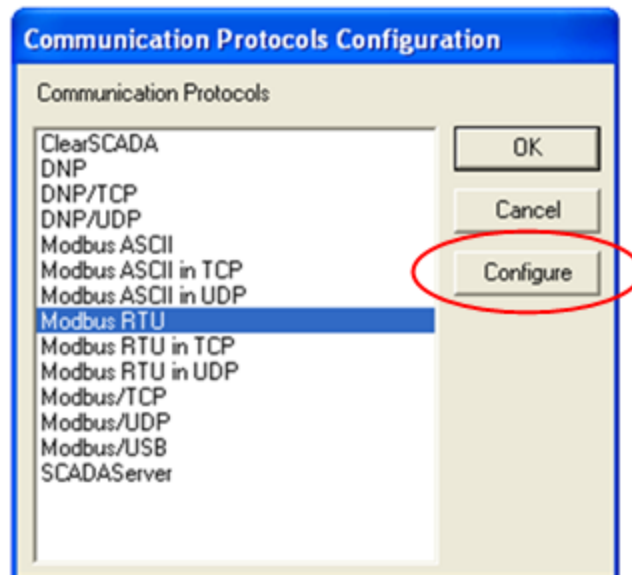 Communication Protocols Configuration
Communication Protocols
ClearSCADA
DNP
DNP/TCP
DNP/UDP
Modbus ASCII
Modbus ASCII in TCP
Modbus ASCII in UDP
Modbus RTU
Modbus RTU in TCP
Modbus RTU in UDP
Modbus/TCP
Modbus/UDP
Modbus/USB
SCADAServer
OK
Cancel
Configure